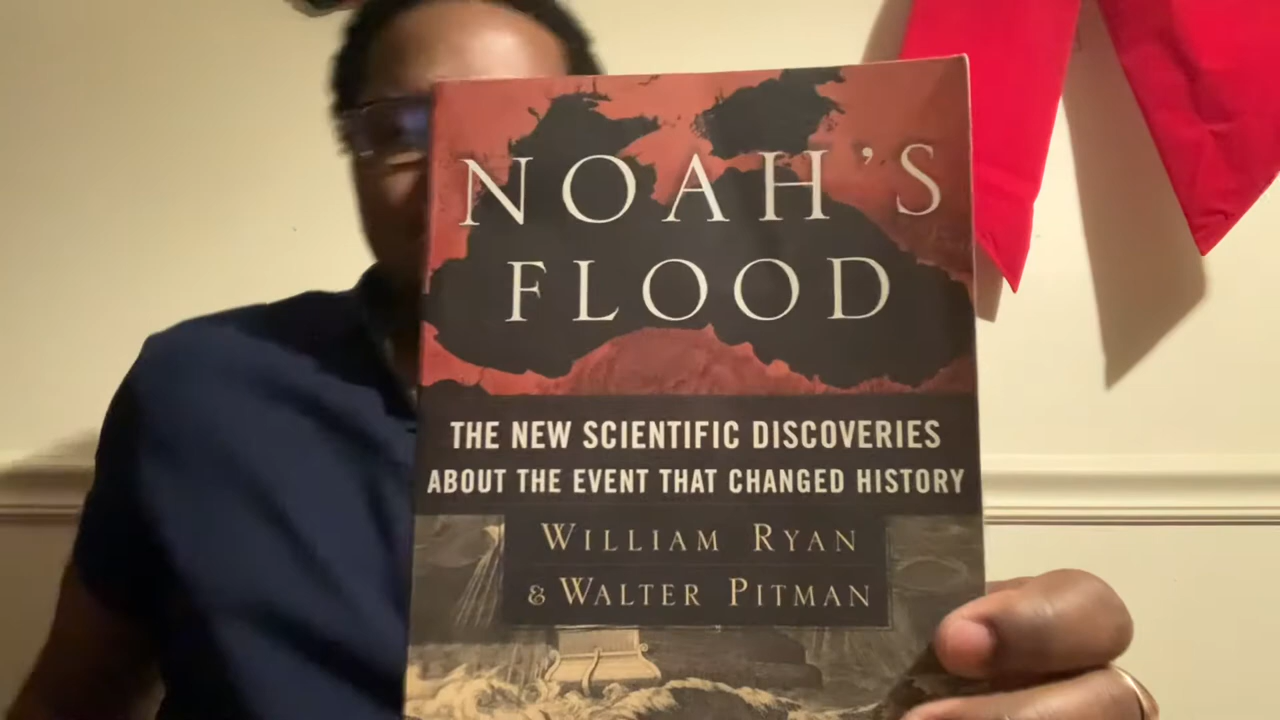 NOAH'S
FLOOD
THE NEW SCIENTIFIC DISCOVERIES
ABOUT THE EVENT THAT CHANGED HISTORY
WILLIAM RYAN
& WALTER PITMAN